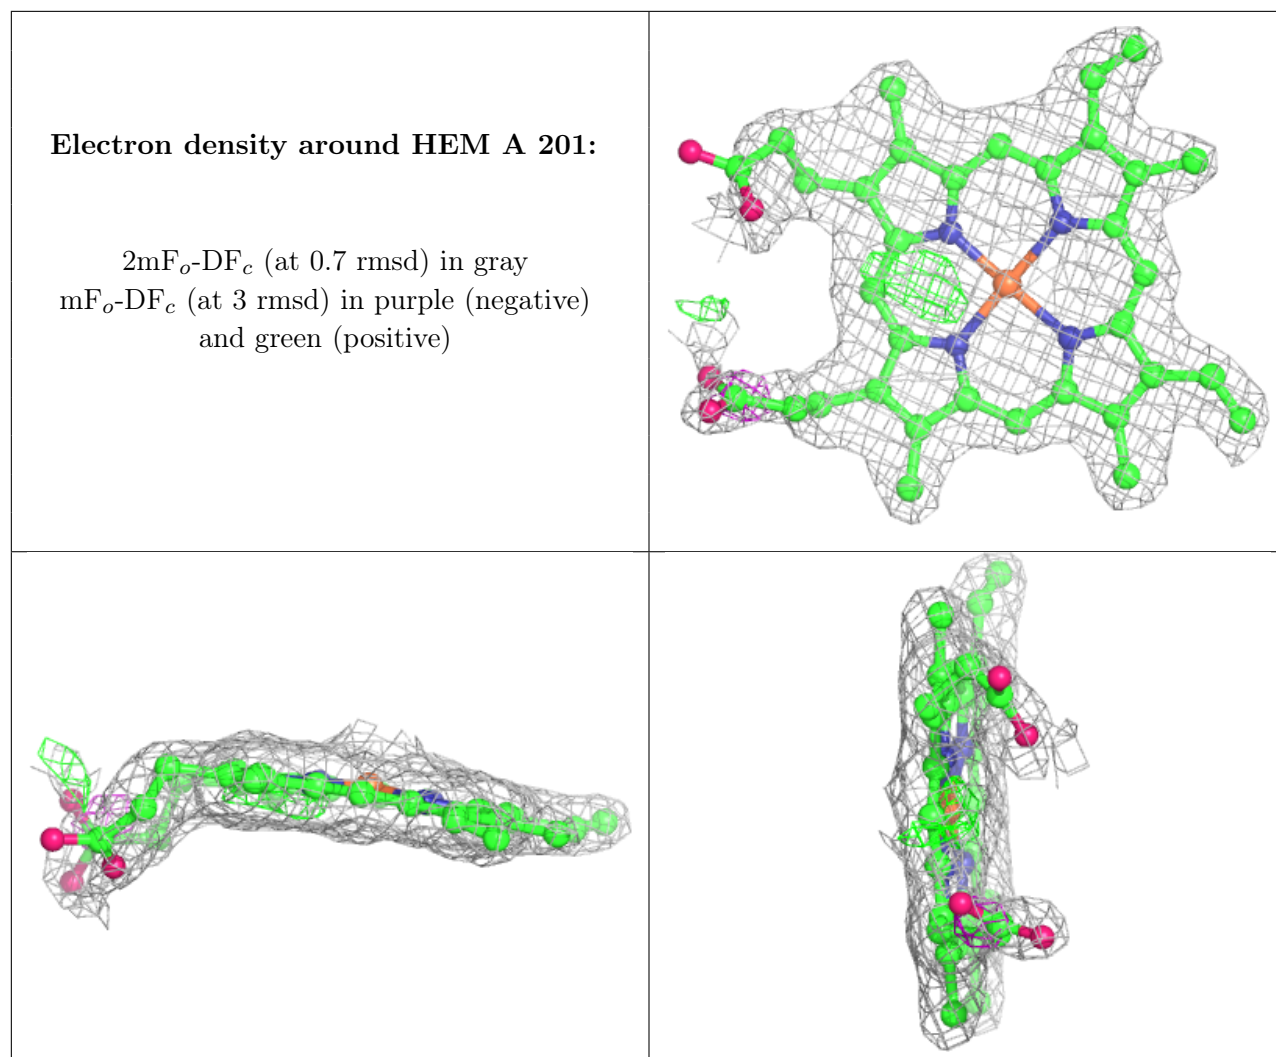 Electron density around HEM A 201:
2mFo-DFc (at 0.7 rmsd) in gray
mFo-DFc (at 3 rmsd) in purple (negative)
and green (positive)